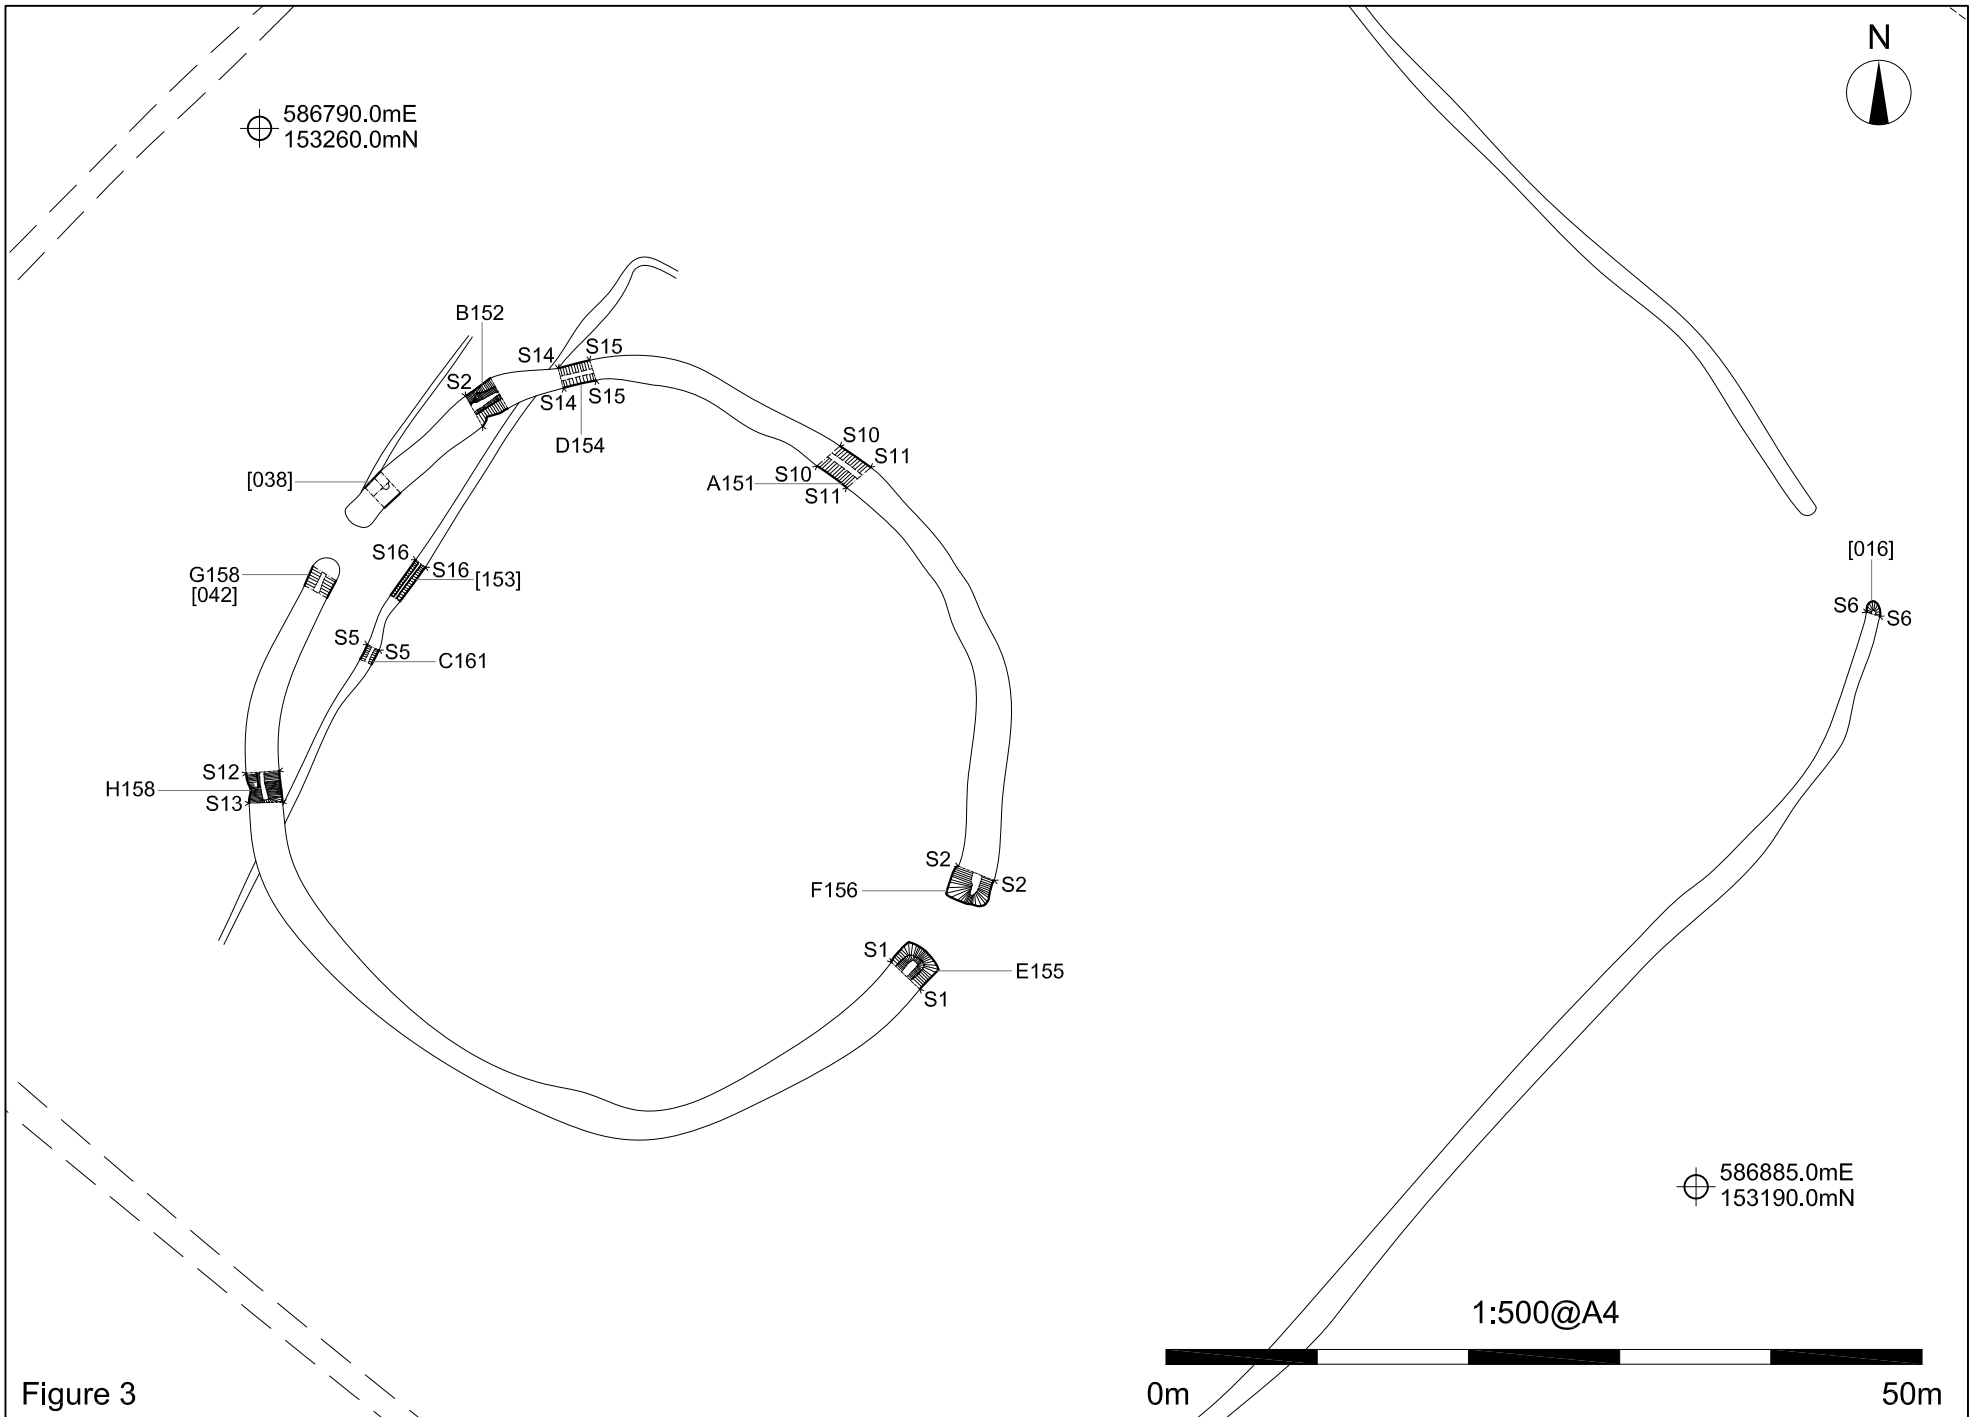 N
586790.0mE
153260.0mN
B152
S2
S14
S15
S14
S15
D154
S10
S11
S10
A151
S11
[038]
S16
S16
[153]
G158
[042]
[016]
S6
S6
S5
S5
C161
S12
H158
S13
S2
F156
S2
S1
E155
S1
586885.0mE
153190.0mN
1:500@A4
0m
50m
Figure 3